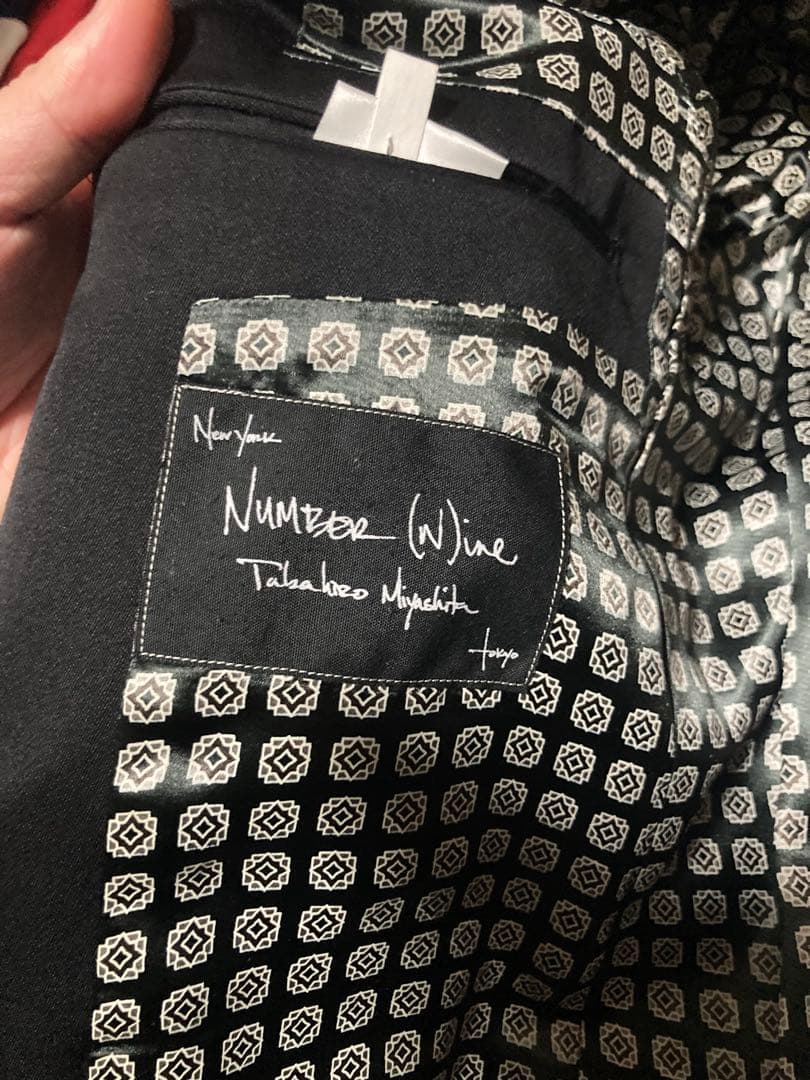 New York
NUMBER (N)ine
Takahiro Miyashita
tokyo